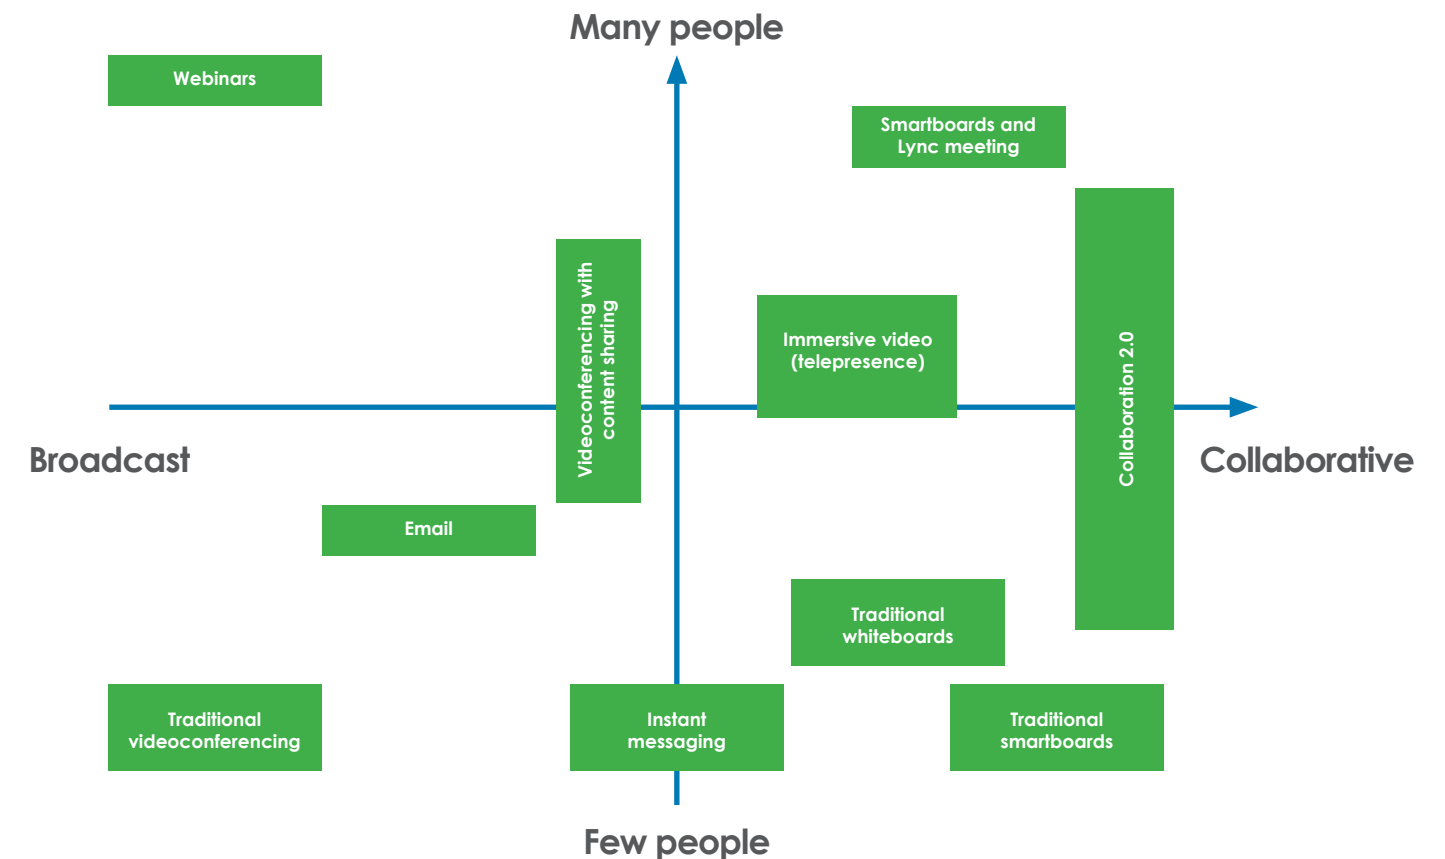 Many people
Webinars
Smartboards and
Lync meeting
Videoconferencing with
content sharing
Immersive video
(telepresence)
Collaboration 2.0
Broadcast
Collaborative
Email
Traditional
whiteboards
Traditional
videoconferencing
Instant
messaging
Traditional
smartboards
Few people